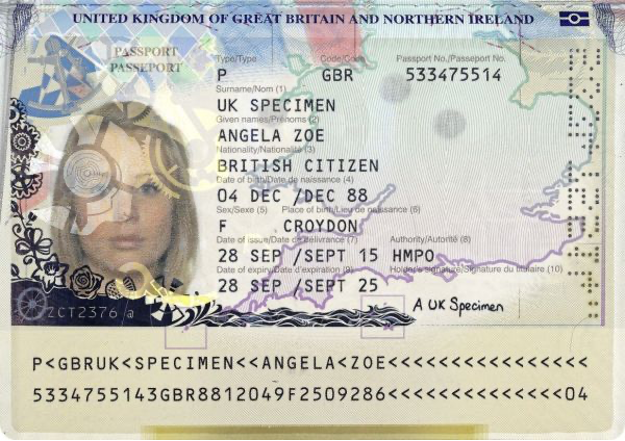 UNITED KINGDOM OF GREAT BRITAIN AND NORTHERN IRELAND
PASSPORT
PASSEPORT
Type/Type Code/Code Passport No./Passeport No.
P GBR 533475514
Surname/Nom (1)
UK SPECIMEN
Given names/Prénoms (2)
ANGELA ZOE
Nationality/Nationalité (3)
BRITISH CITIZEN
Date of birth/Date de naissance (4)
04 DEC /DEC 88
Sex/Sexe (5) Place of birth/Lieu de naissance (6)
F CROYDON
Date of issue/Date de délivrance (7) Authority/Autorité (8)
28 SEP /SEPT 15 HMPO
Date of expiry/Date d'expiration (9) Holder's signature/Signature du titulaire (10)
28 SEP /SEPT 25
A UK Specimen
ZCT2376 a
P<GBRUK<SPECIMEN<<ANGELA<ZOE<<<<<<<<<<<<<<<<
5334755143GBR8812049F2509286<<<<<<<<<<<<<<04